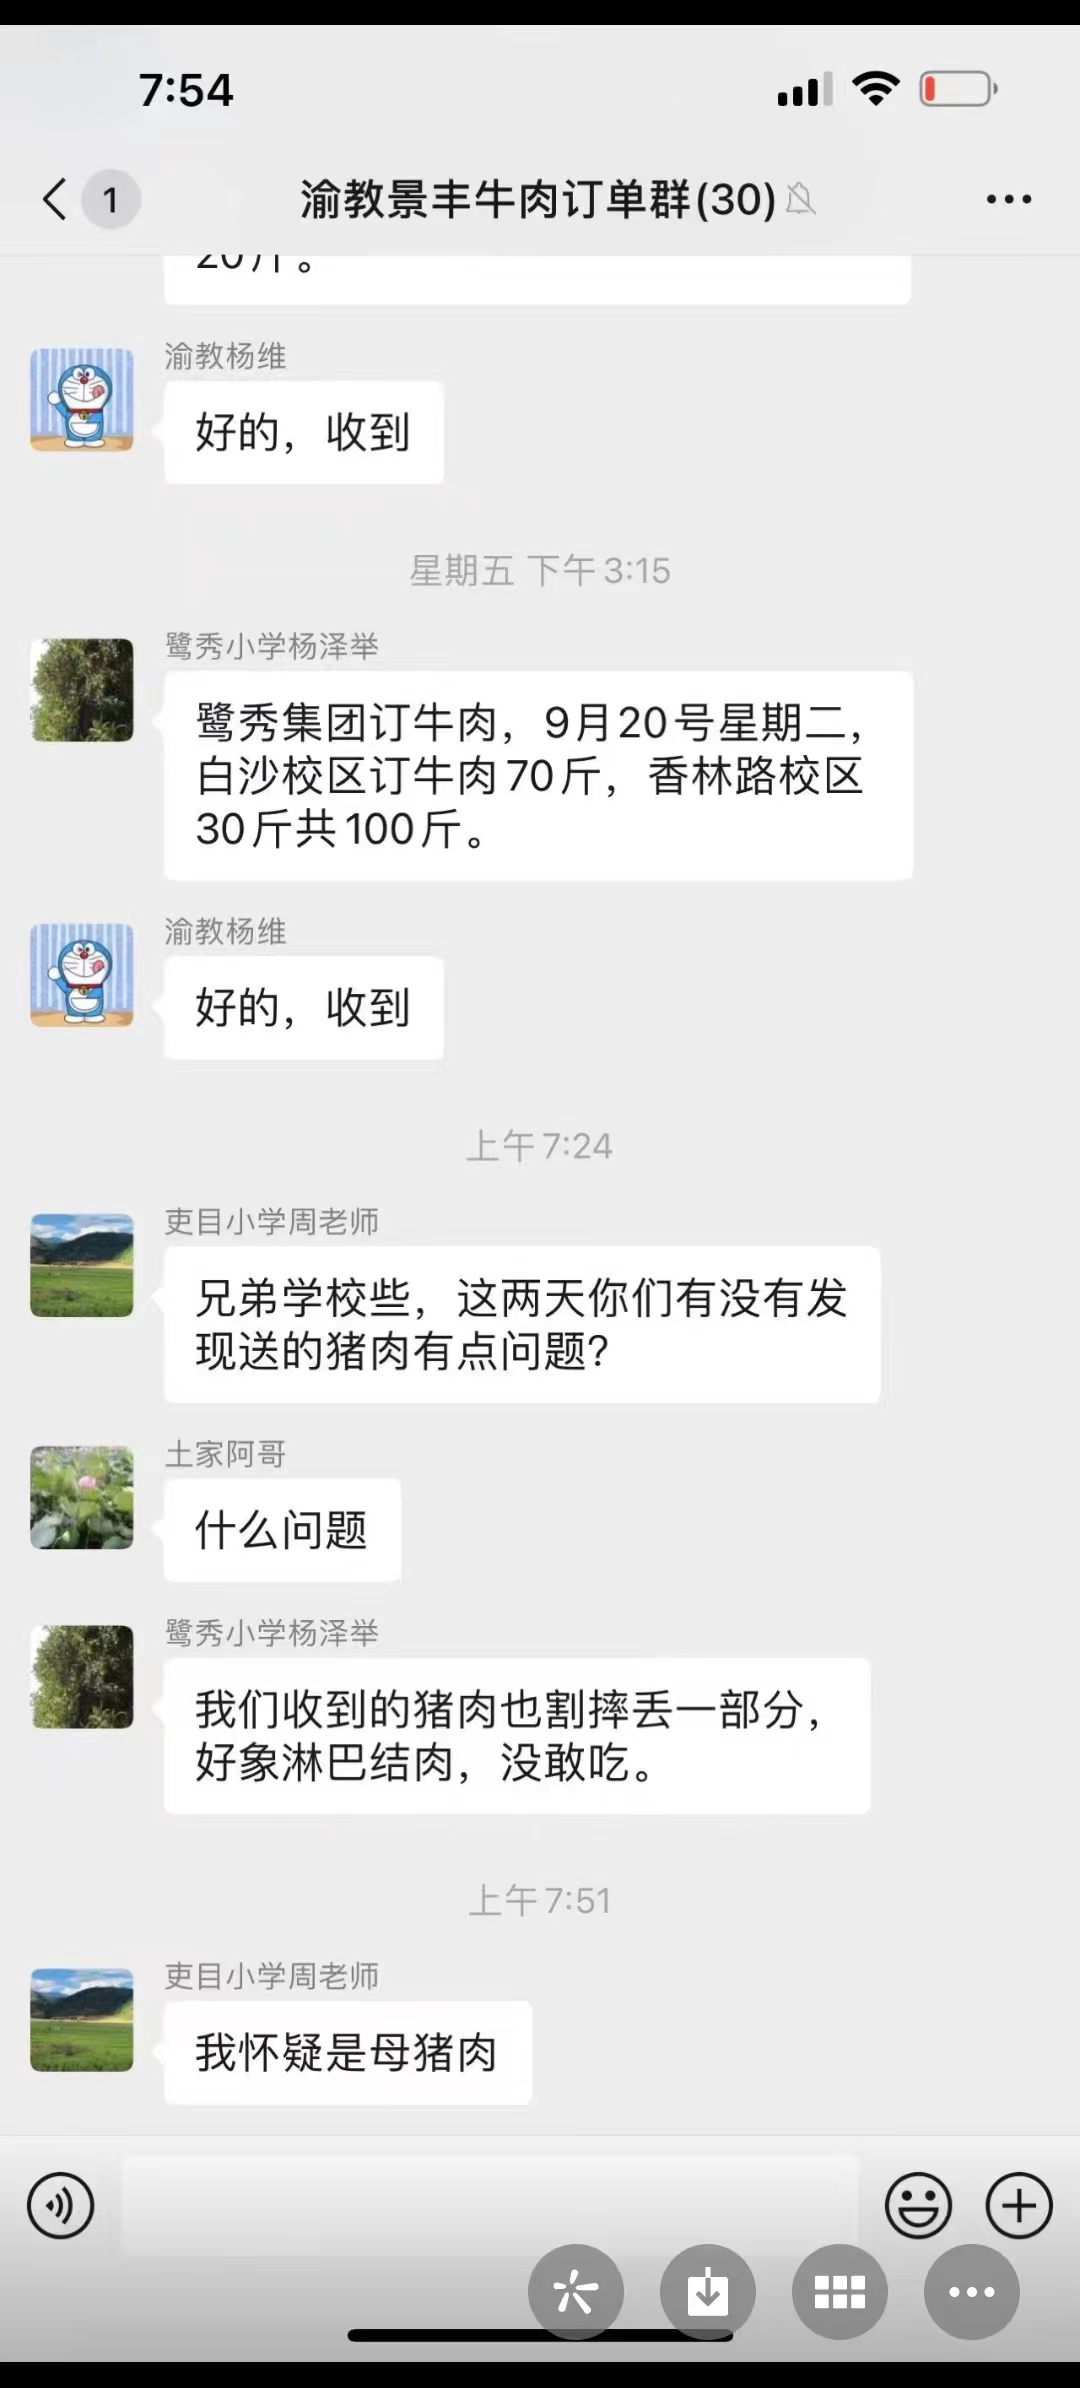 7:54
1
渝教景丰牛肉订单群(30)
20斤。
渝教杨维
好的，收到
星期五 下午3:15
鹭秀小学杨泽举
鹭秀集团订牛肉，9月20号星期二，
白沙校区订牛肉70斤，香林路校区
30斤共100斤。
渝教杨维
好的，收到
上午7:24
吏目小学周老师
兄弟学校些，这两天你们有没有发
现送的猪肉有点问题？
土家阿哥
什么问题
鹭秀小学杨泽举
我们收到的猪肉也割摔丢一部分，
好象淋巴结肉，没敢吃。
上午7:51
吏目小学周老师
我怀疑是母猪肉